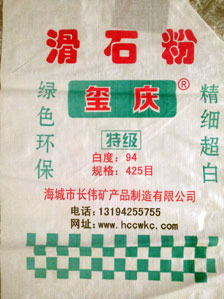 滑石粉
绿色环保
玺庆®
精细超白
特级
白度：94
规格：425目
海城市长伟矿产品制造有限公司
电话：13194255755
网址：www.hccwkc.com